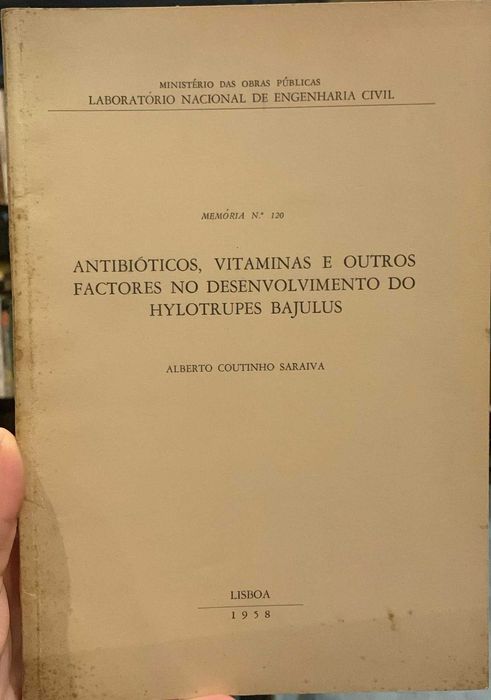 MINISTÉRIO DAS OBRAS PÚBLICAS
LABORATÓRIO NACIONAL DE ENGENHARIA CIVIL
MEMÓRIA N.º 120
ANTIBIÓTICOS, VITAMINAS E OUTROS
FACTORES NO DESENVOLVIMENTO DO
HYLOTRUPES BAJULUS
ALBERTO COUTINHO SARAIVA
LISBOA
1958